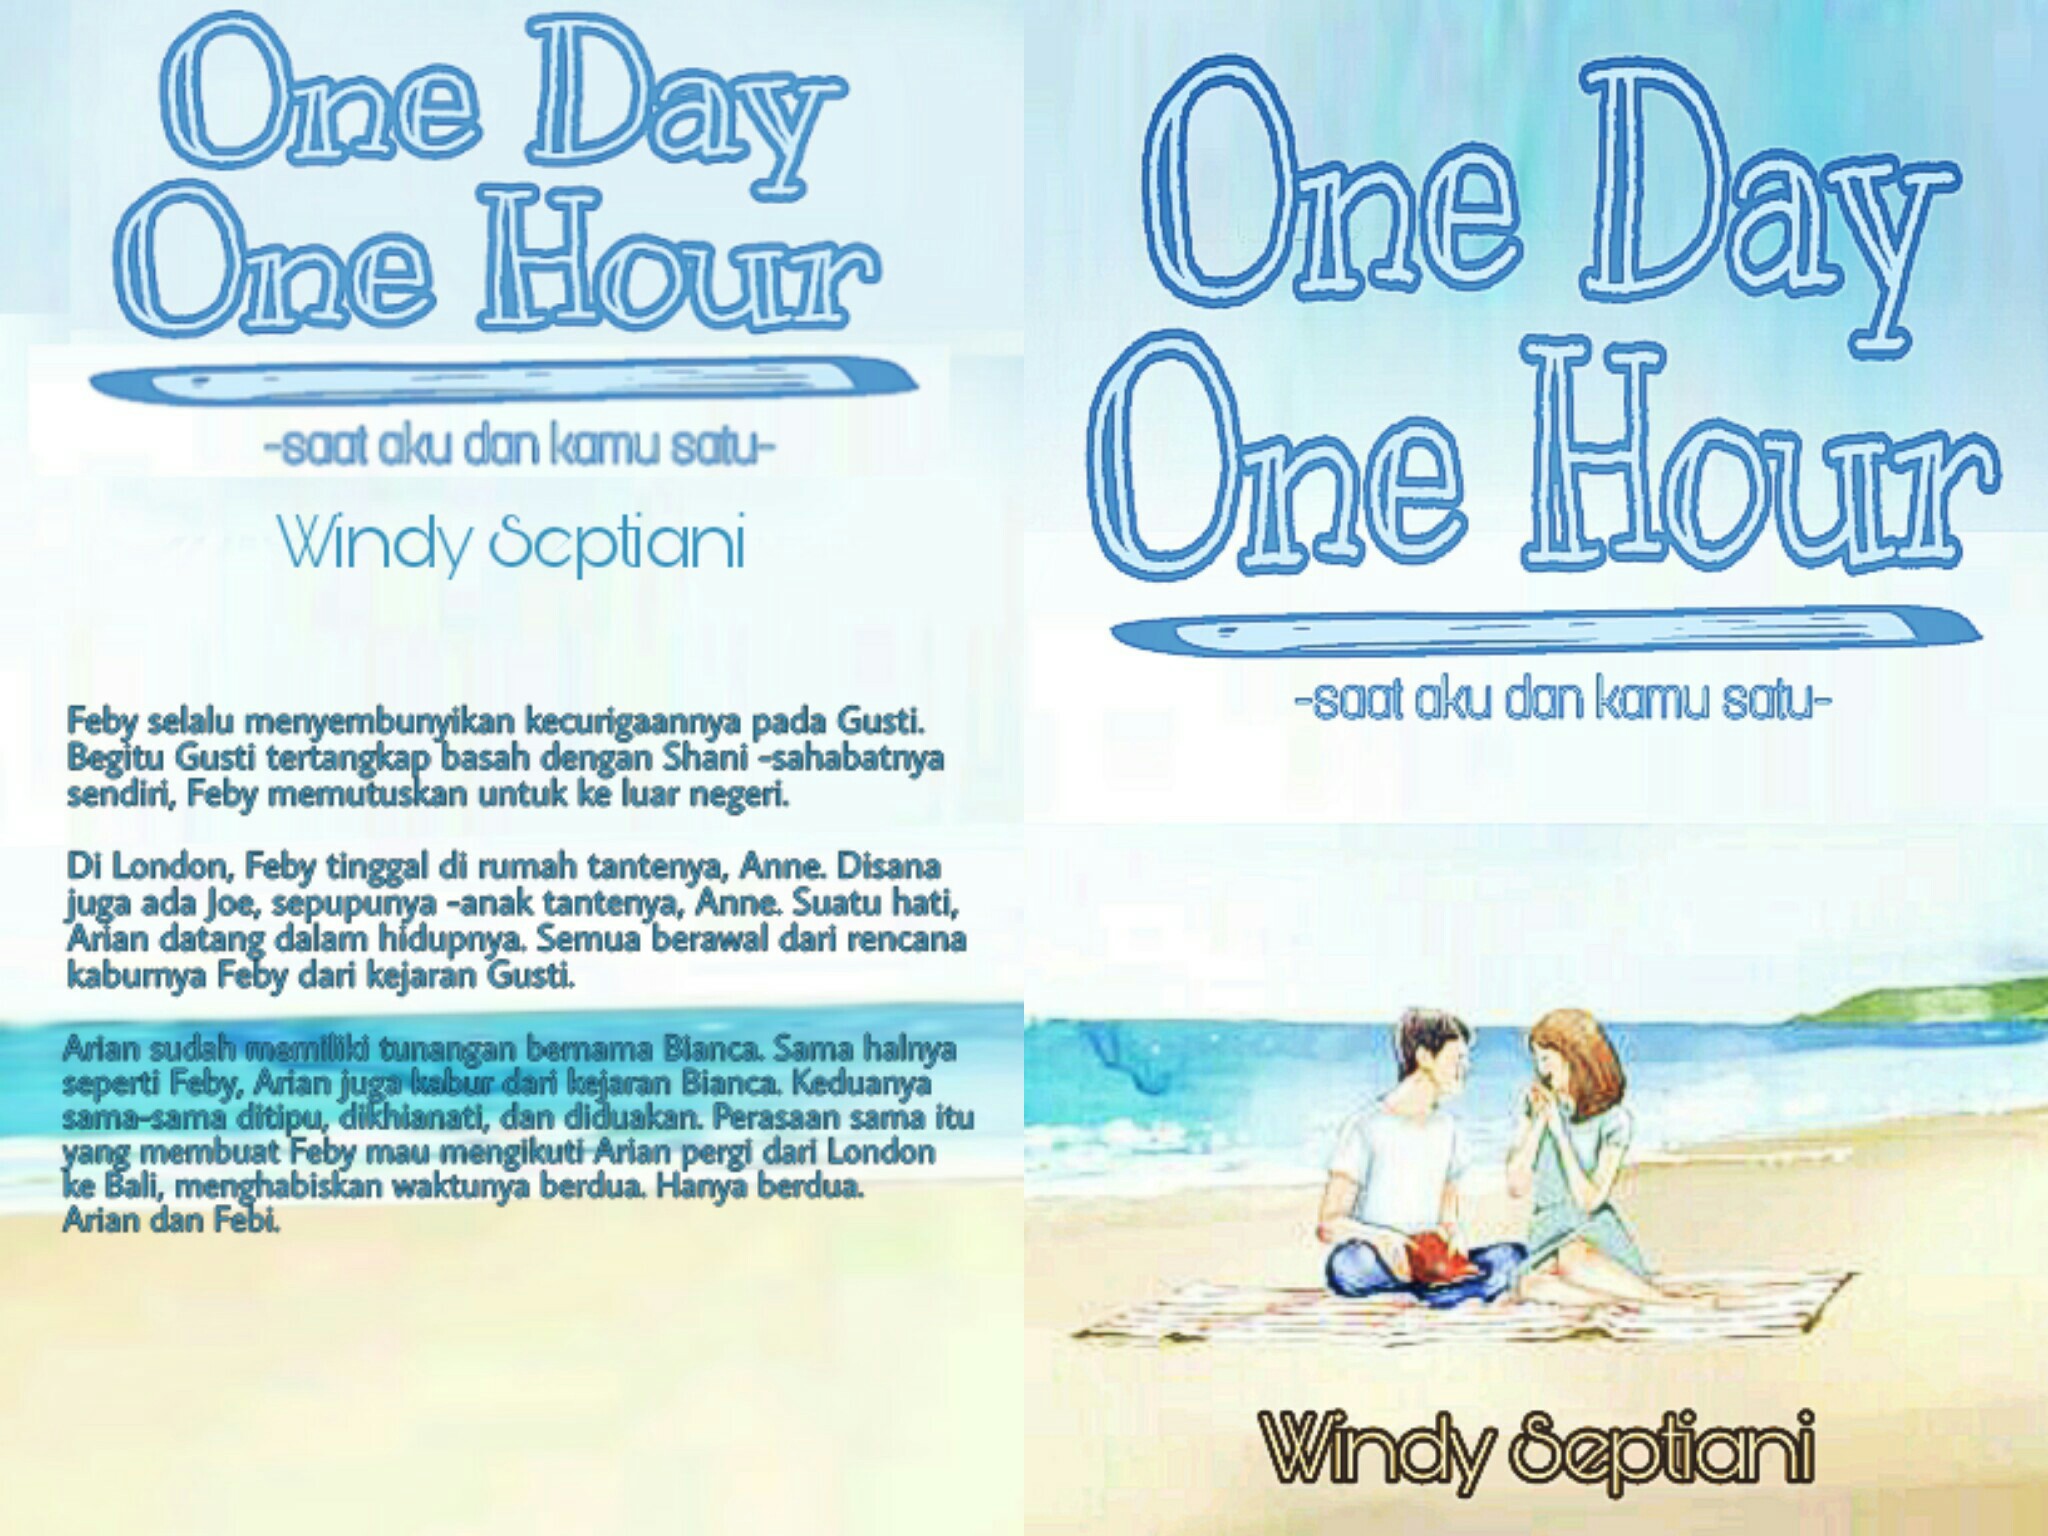 One Day
One Hour
-saat aku dan kamu satu-
Windy Septiani
Feby selalu menyembunyikan kecurigaannya pada Gusti.
Begitu Gusti tertangkap basah dengan Shani -sahabatnya
sendiri, Feby memutuskan untuk ke luar negeri.
Di London, Feby tinggal di rumah tantenya, Anne. Disana
juga ada Joe, sepupunya -anak tantenya, Anne. Suatu hati,
Arian datang dalam hidupnya. Semua berawal dari rencana
kaburnya Feby dari kejaran Gusti.
Arian sudah memiliki tunangan bernama Bianca. Sama halnya
seperti Feby, Arian juga kabur dari kejaran Bianca. Keduanya
sama-sama ditipu, dikhianati, dan diduakan. Perasaan sama itu
yang membuat Feby mau mengikuti Arian pergi dari London
ke Bali, menghabiskan waktunya berdua. Hanya berdua.
Arian dan Febi.
One Day
One Hour
-saat aku dan kamu satu-
Windy Septiani